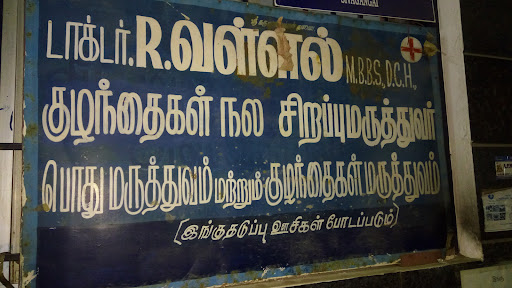 SIVAGANGAI
டாக்டர்.R.வள்ளல் M.B.B.S., D.C.H.,
குழந்தைகள் நல சிறப்பு மருத்துவர்
பொது மருத்துவம் மற்றும் குழந்தைகள் மருத்துவம்
(இங்கு தடுப்பு ஊசிகள் போடப்படும்)